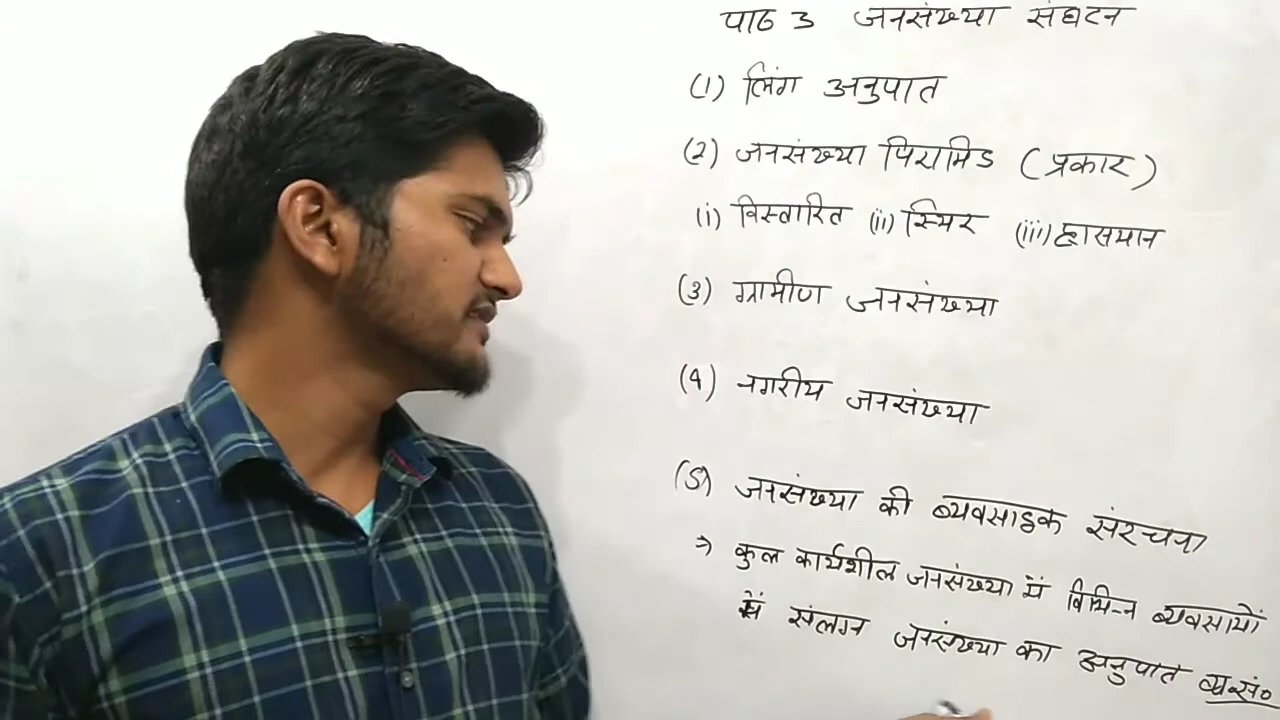 पाठ 3 जनसंख्या संघटन
(1) लिंग अनुपात
(2) जनसंख्या पिरामिड (प्रकार)
(i) विस्तारित (ii) स्थिर (iii) ह्रासमान
(3) ग्रामीण जनसंख्या
(4) नगरीय जनसंख्या
(5) जनसंख्या की व्यवसाइक संरचना
→ कुल कार्यशील जनसंख्या में विभिन्न व्यवसायों
में संलग्न जनसंख्या का अनुपात व्य सं०